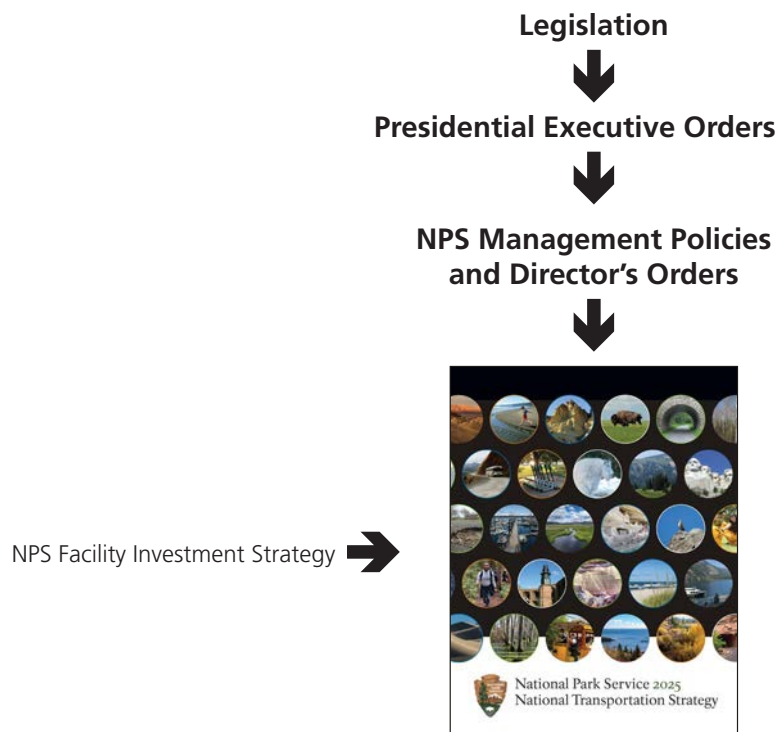 Legislation
Presidential Executive Orders
NPS Management Policies
and Director's Orders
NPS Facility Investment Strategy
National Park Service 2025
National Transportation Strategy